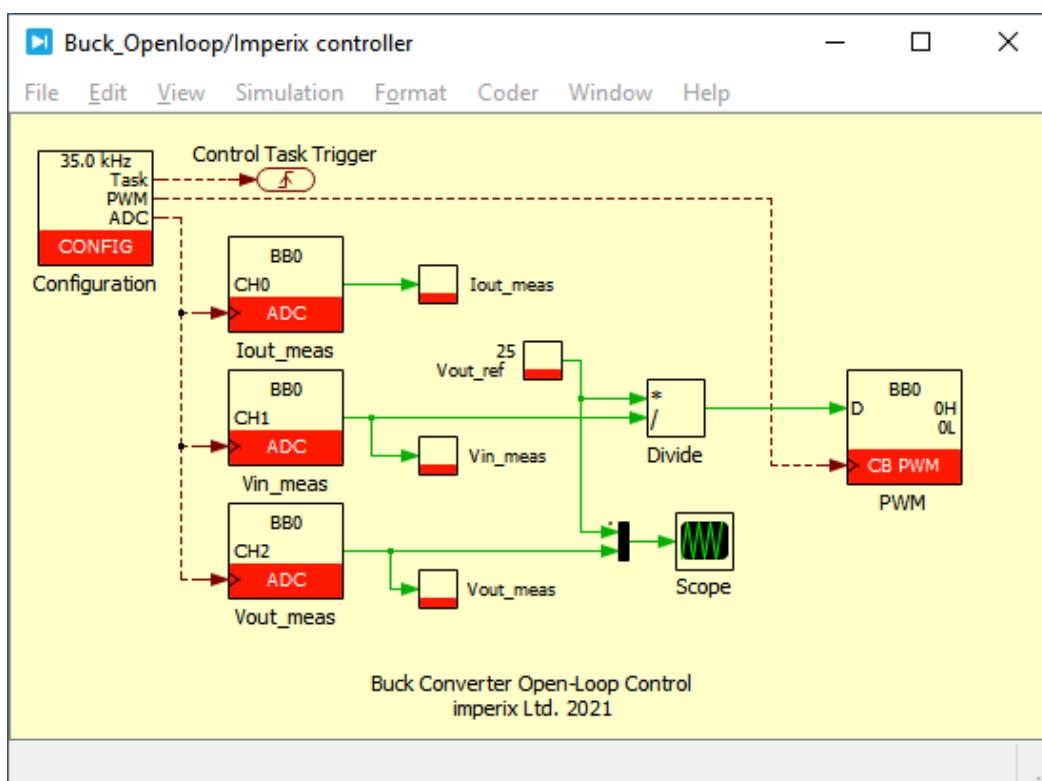 Buck_Openloop/Imperix controller
File Edit View Simulation Format Coder Window Help
35.0 kHz
Task
PWM
ADC
CONFIG
Configuration
Control Task Trigger
BB0
CH0
ADC
Iout_meas
Iout_meas
25
Vout_ref
BB0
CH1
ADC
Vin_meas
Vin_meas
*
/
Divide
BB0
D
0H
0L
CB PWM
PWM
BB0
CH2
ADC
Vout_meas
Vout_meas
Scope
Buck Converter Open-Loop Control
imperix Ltd. 2021